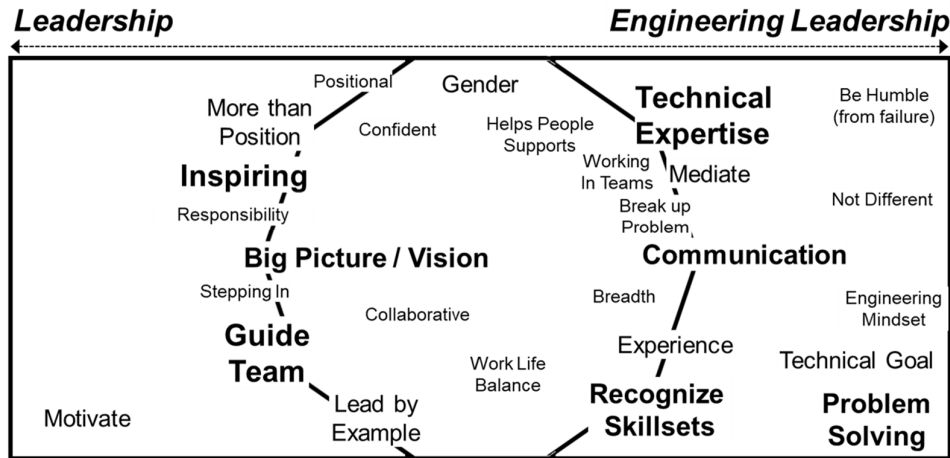 Leadership
Engineering Leadership
Positional
Gender
More than
Position
Confident
Helps People
Supports
Technical
Expertise
Be Humble
(from failure)
Inspiring
Working
In Teams
Mediate
Responsibility
Break up
Problem
Not Different
Big Picture / Vision
Communication
Stepping In
Breadth
Engineering
Mindset
Collaborative
Guide
Team
Experience
Technical Goal
Work Life
Balance
Recognize
Skillsets
Problem
Solving
Motivate
Lead by
Example